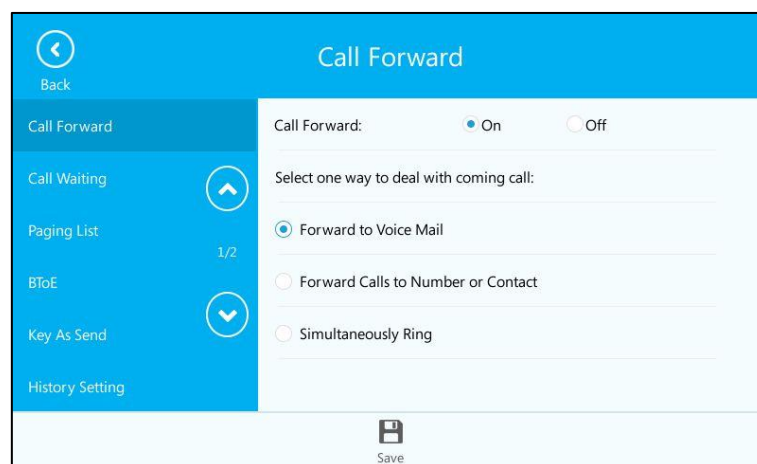 Call Forward
Back
Call Forward
Call Waiting
Paging List
1/2
BToE
Key As Send
History Setting
Call Forward: On Off
Select one way to deal with coming call:
Forward to Voice Mail
Forward Calls to Number or Contact
Simultaneously Ring
Save